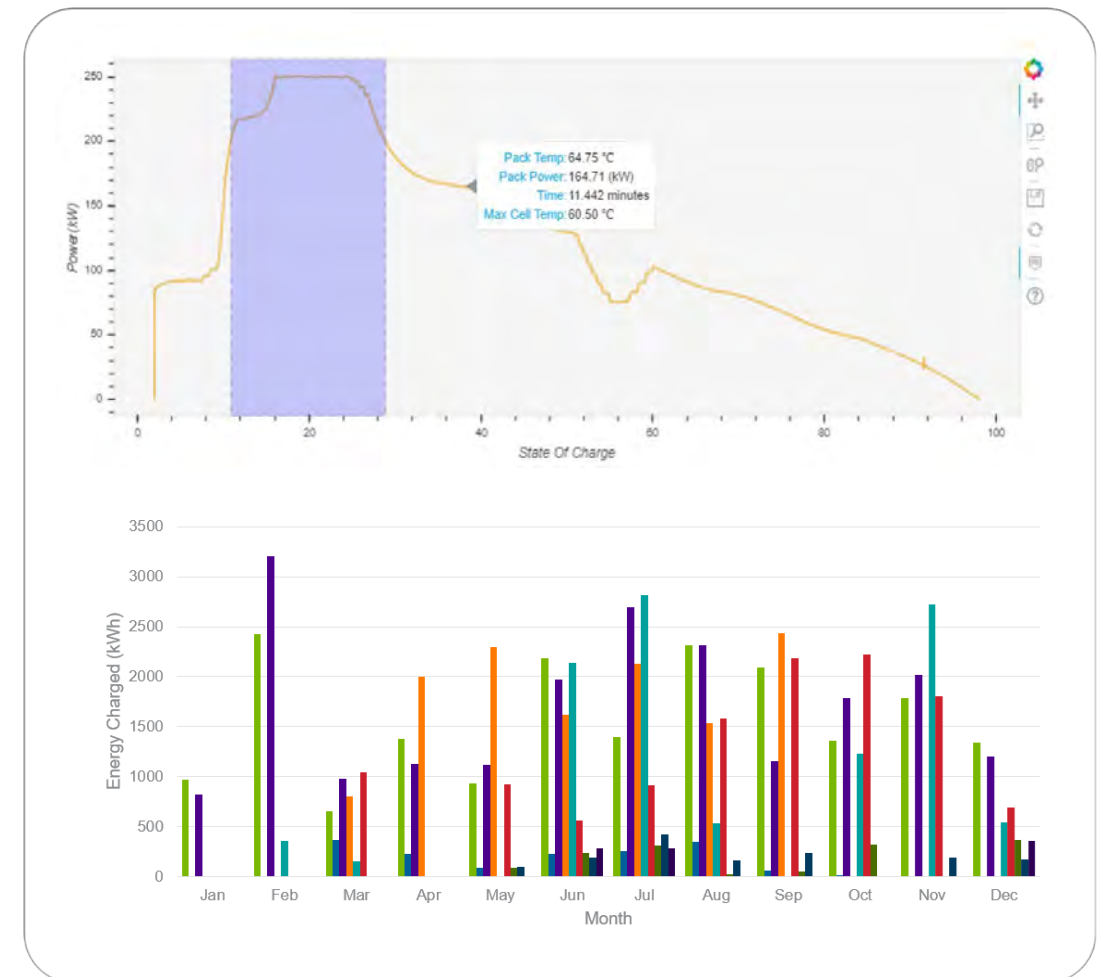 250
200
150
100
50
0
Power (kW)
Pack Temp: 64.75 °C
Pack Power: 164.71 (kW)
Time: 11.442 minutes
Max Cell Temp: 60.50 °C
0 20 40 60 80 100
State Of Charge
3500
3000
2500
2000
1500
1000
500
0
Energy Charged (kWh)
Jan Feb Mar Apr May Jun Jul Aug Sep Oct Nov Dec
Month